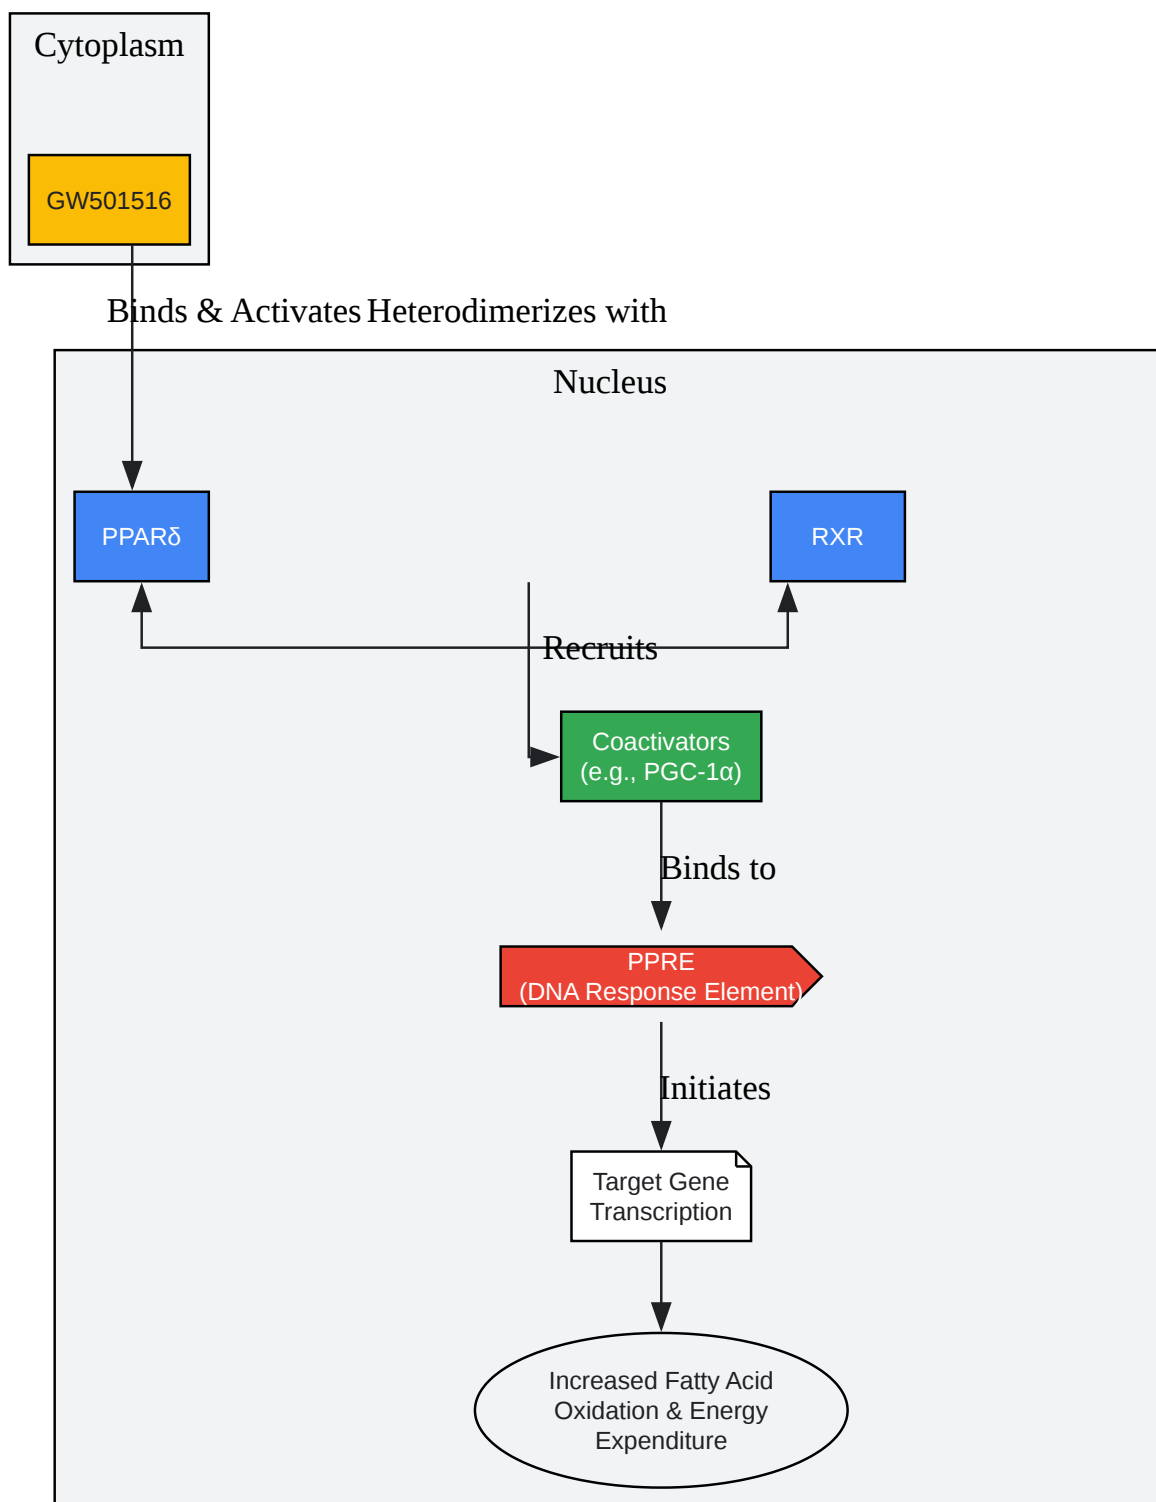 Cytoplasm
GW501516
Binds & Activates
Heterodimerizes with
Nucleus
PPARδ
RXR
Recruits
Coactivators
(e.g., PGC-1α)
Binds to
PPRE
(DNA Response Element)
Initiates
Target Gene
Transcription
Increased Fatty Acid
Oxidation & Energy
Expenditure